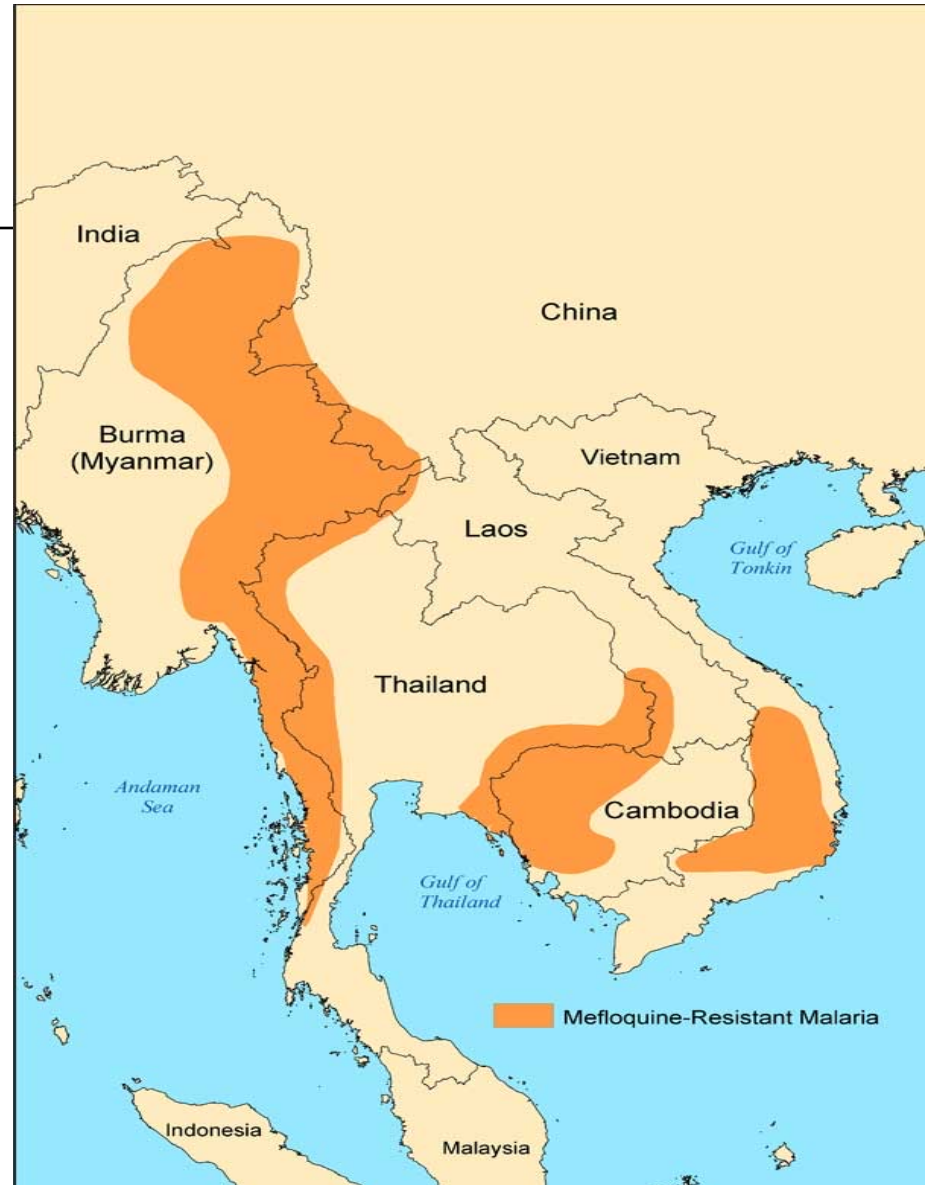 India
China
Burma
(Myanmar)
Vietnam
Laos
Gulf of
Tonkin
Thailand
Andaman
Sea
Cambodia
Gulf of
Thailand
Mefloquine-Resistant Malaria
Indonesia
Malaysia